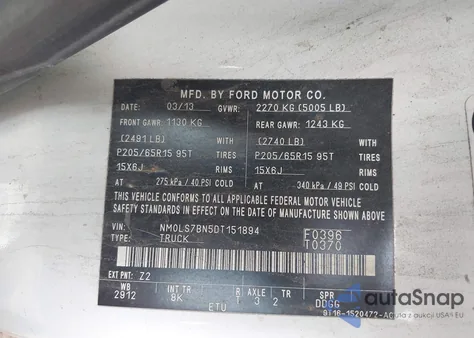 MFD. BY FORD MOTOR CO.
DATE: 03/13 GVWR: 2270 KG (5005 LB)
FRONT GAWR: 1130 KG REAR GAWR: 1243 KG
(2491 LB) WITH (2740 LB) WITH
P205/65R15 95T TIRES P205/65R15 95T TIRES
15X6J RIMS 15X6J
AT 275 kPa / 40 PSI COLD AT 340 kPa / 49 PSI COLD
THIS VEHICLE CONFORMS TO ALL APPLICABLE FEDERAL MOTOR VEHICLE
SAFETY STANDARDS IN EFFECT ON THE DATE OF MANUFACTURE
SHOWN ABOVE.
VIN: NM0LS7BN5DT151894 F0396
TYPE: TRUCK T0370
EXT PNT: Z2
WB INT TR R AXLE TR SPR
2912 8K T 3 2 DDGG
ETU 9T16-1520472-AC
autoSnap